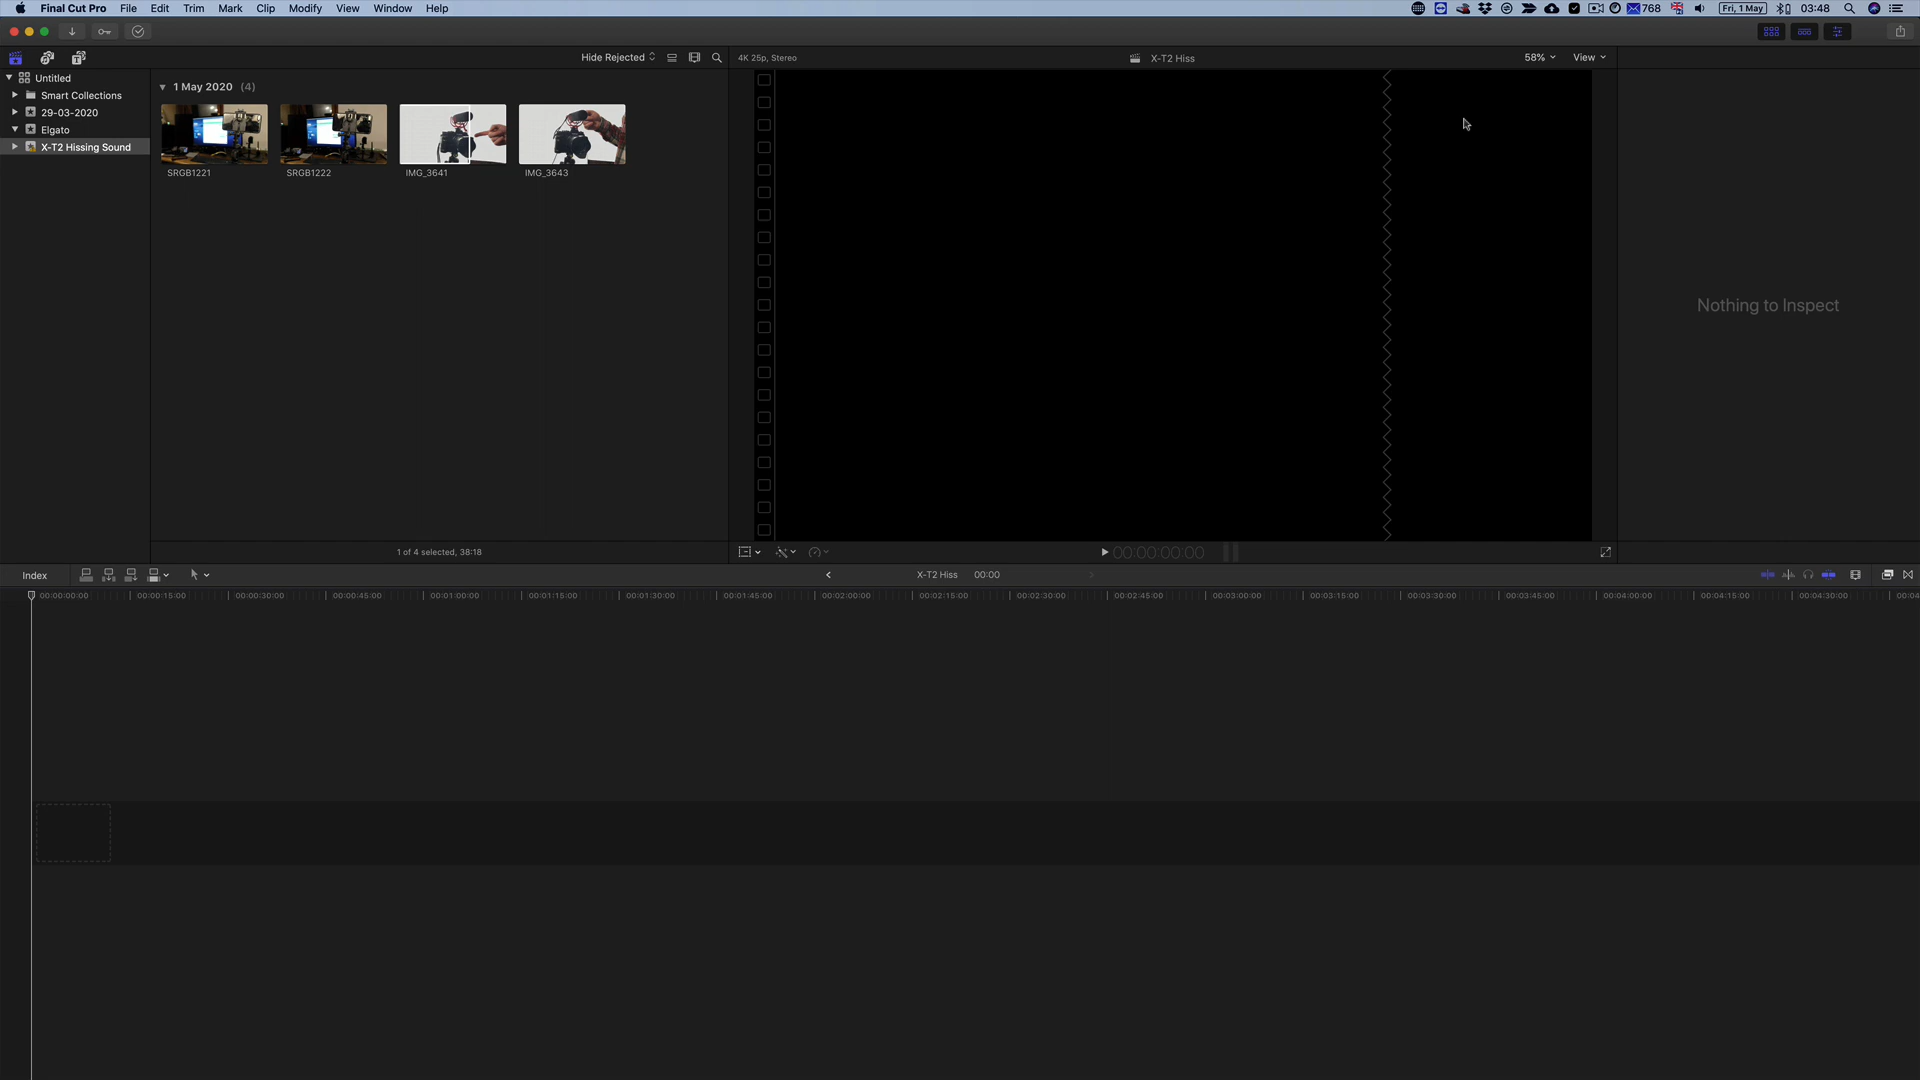 Final Cut Pro File Edit Trim Mark Clip Modify View Window Help 768 Fri, 1 May 03:48
Hide Rejected 4K 25p, Stereo X-T2 Hiss 58% View
Untitled
Smart Collections
29-03-2020
Elgato
X-T2 Hissing Sound
1 May 2020 (4)
SRGB1221 SRGB1222 IMG_3641 IMG_3643
Nothing to Inspect
1 of 4 selected, 38:18 00:00:00:00
Index X-T2 Hiss 00:00
00:00:00:00 00:00:15:00 00:00:30:00 00:00:45:00 00:01:00:00 00:01:15:00 00:01:30:00 00:01:45:00 00:02:00:00 00:02:15:00 00:02:30:00 00:02:45:00 00:03:00:00 00:03:15:00 00:03:30:00 00:03:45:00 00:04:00:00 00:04:15:00 00:04:30:00 00:04